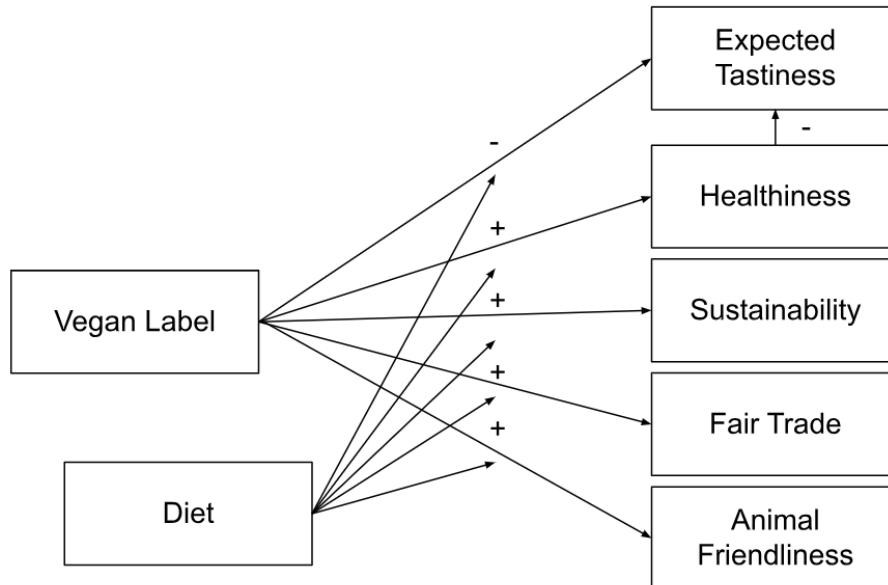 Expected
Tastiness
-
-
Healthiness
+
+
Sustainability
Vegan Label
+
Fair Trade
+
Diet
Animal
Friendliness